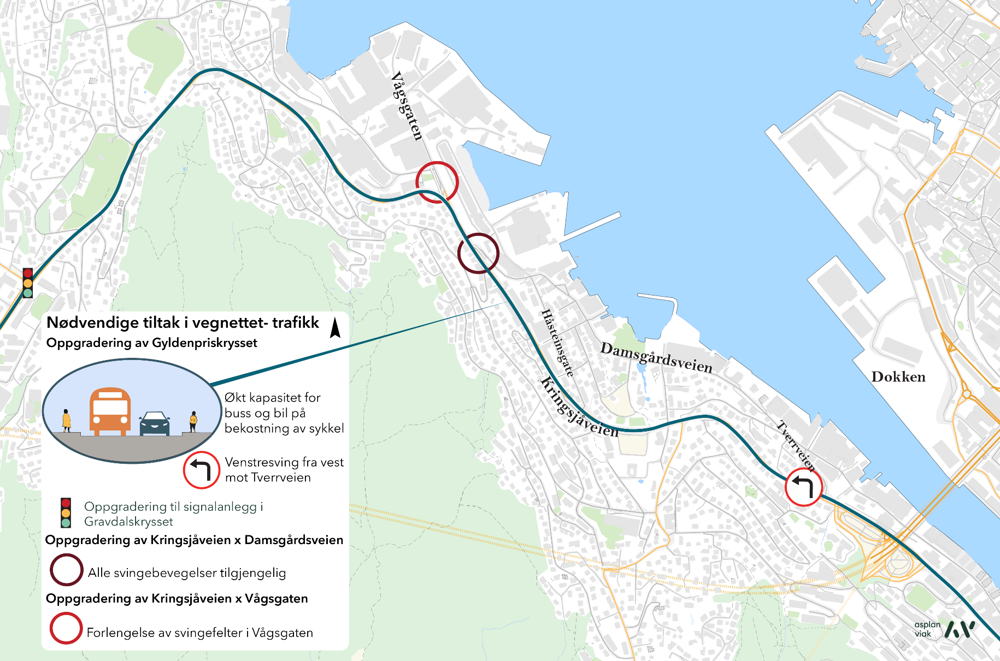 Vågsgaten
Håsteinsgate
Damsgårdsveien
Dokken
Kringsjåveien
Tverrveien
Nødvendige tiltak i vegnettet- trafikk
Oppgradering av Gyldenpriskrysset
Økt kapasitet for
buss og bil på
bekostning av sykkel
Venstresving fra vest
mot Tverrveien
Oppgradering til signalanlegg i
Gravdalskrysset
Oppgradering av Kringsjåveien x Damsgårdsveien
Alle svingebevegelser tilgjengelig
Oppgradering av Kringsjåveien x Vågsgaten
Forlengelse av svingefelter i Vågsgaten
asplan
viak